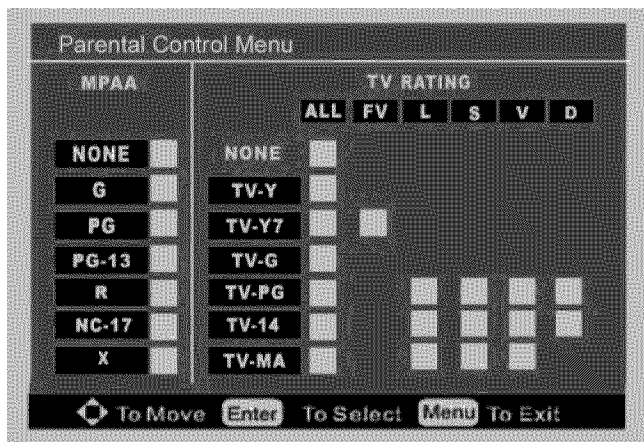 Parental Control Menu
MPAA
TV RATING
ALL FV L S V D
NONE NONE
G TV-Y
PG TV-Y7
PG-13 TV-G
R TV-PG
NC-17 TV-14
X TV-MA
To Move Enter To Select Menu To Exit